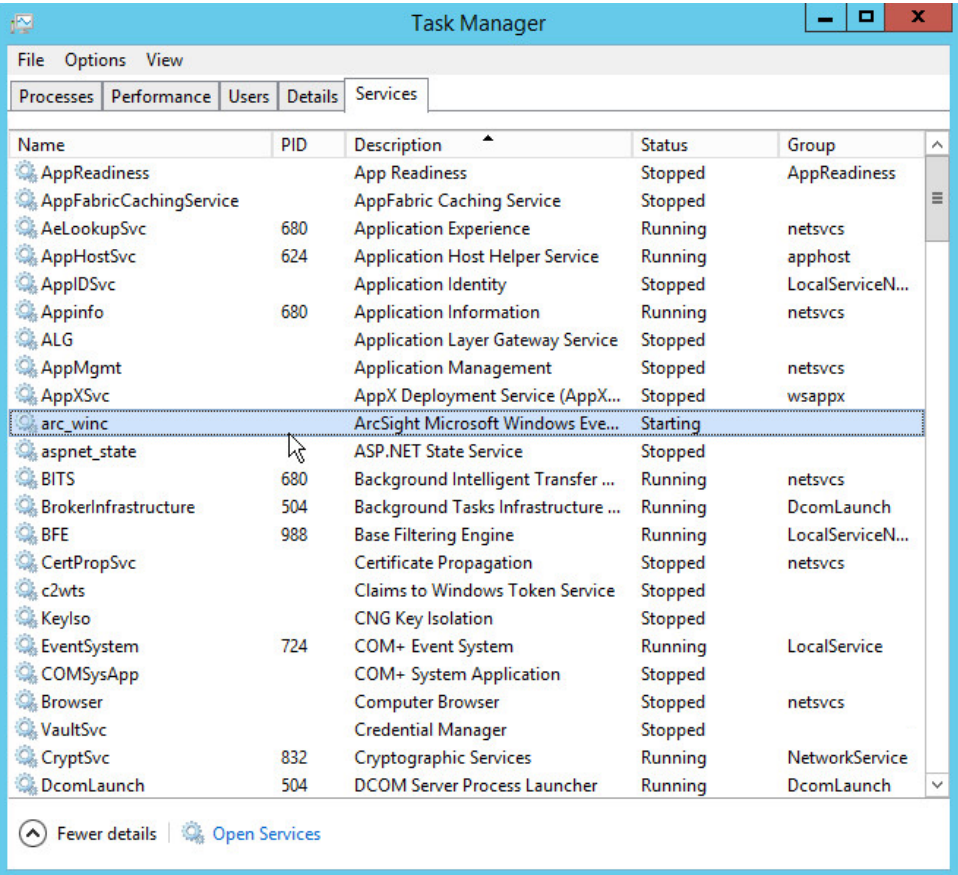 Task Manager
File Options View
Processes Performance Users Details Services
Name PID Description Status Group
AppReadiness App Readiness Stopped AppReadiness
AppFabricCachingService AppFabric Caching Service Stopped
AeLookupSvc 680 Application Experience Running netsvcs
AppHostSvc 624 Application Host Helper Service Running apphost
AppIDSvc Application Identity Stopped LocalServiceN...
Appinfo 680 Application Information Running netsvcs
ALG Application Layer Gateway Service Stopped
AppMgmt Application Management Stopped netsvcs
AppXSvc AppX Deployment Service (AppX... Stopped wsappx
arc_winc ArcSight Microsoft Windows Eve... Starting
aspnet_state ASP.NET State Service Stopped
BITS 680 Background Intelligent Transfer ... Running netsvcs
BrokerInfrastructure 504 Background Tasks Infrastructure ... Running DcomLaunch
BFE 988 Base Filtering Engine Running LocalServiceN...
CertPropSvc Certificate Propagation Stopped netsvcs
c2wts Claims to Windows Token Service Stopped
KeyIso CNG Key Isolation Stopped
EventSystem 724 COM+ Event System Running LocalService
COMSysApp COM+ System Application Stopped
Browser Computer Browser Stopped netsvcs
VaultSvc Credential Manager Stopped
CryptSvc 832 Cryptographic Services Running NetworkService
DcomLaunch 504 DCOM Server Process Launcher Running DcomLaunch
Fewer details Open Services